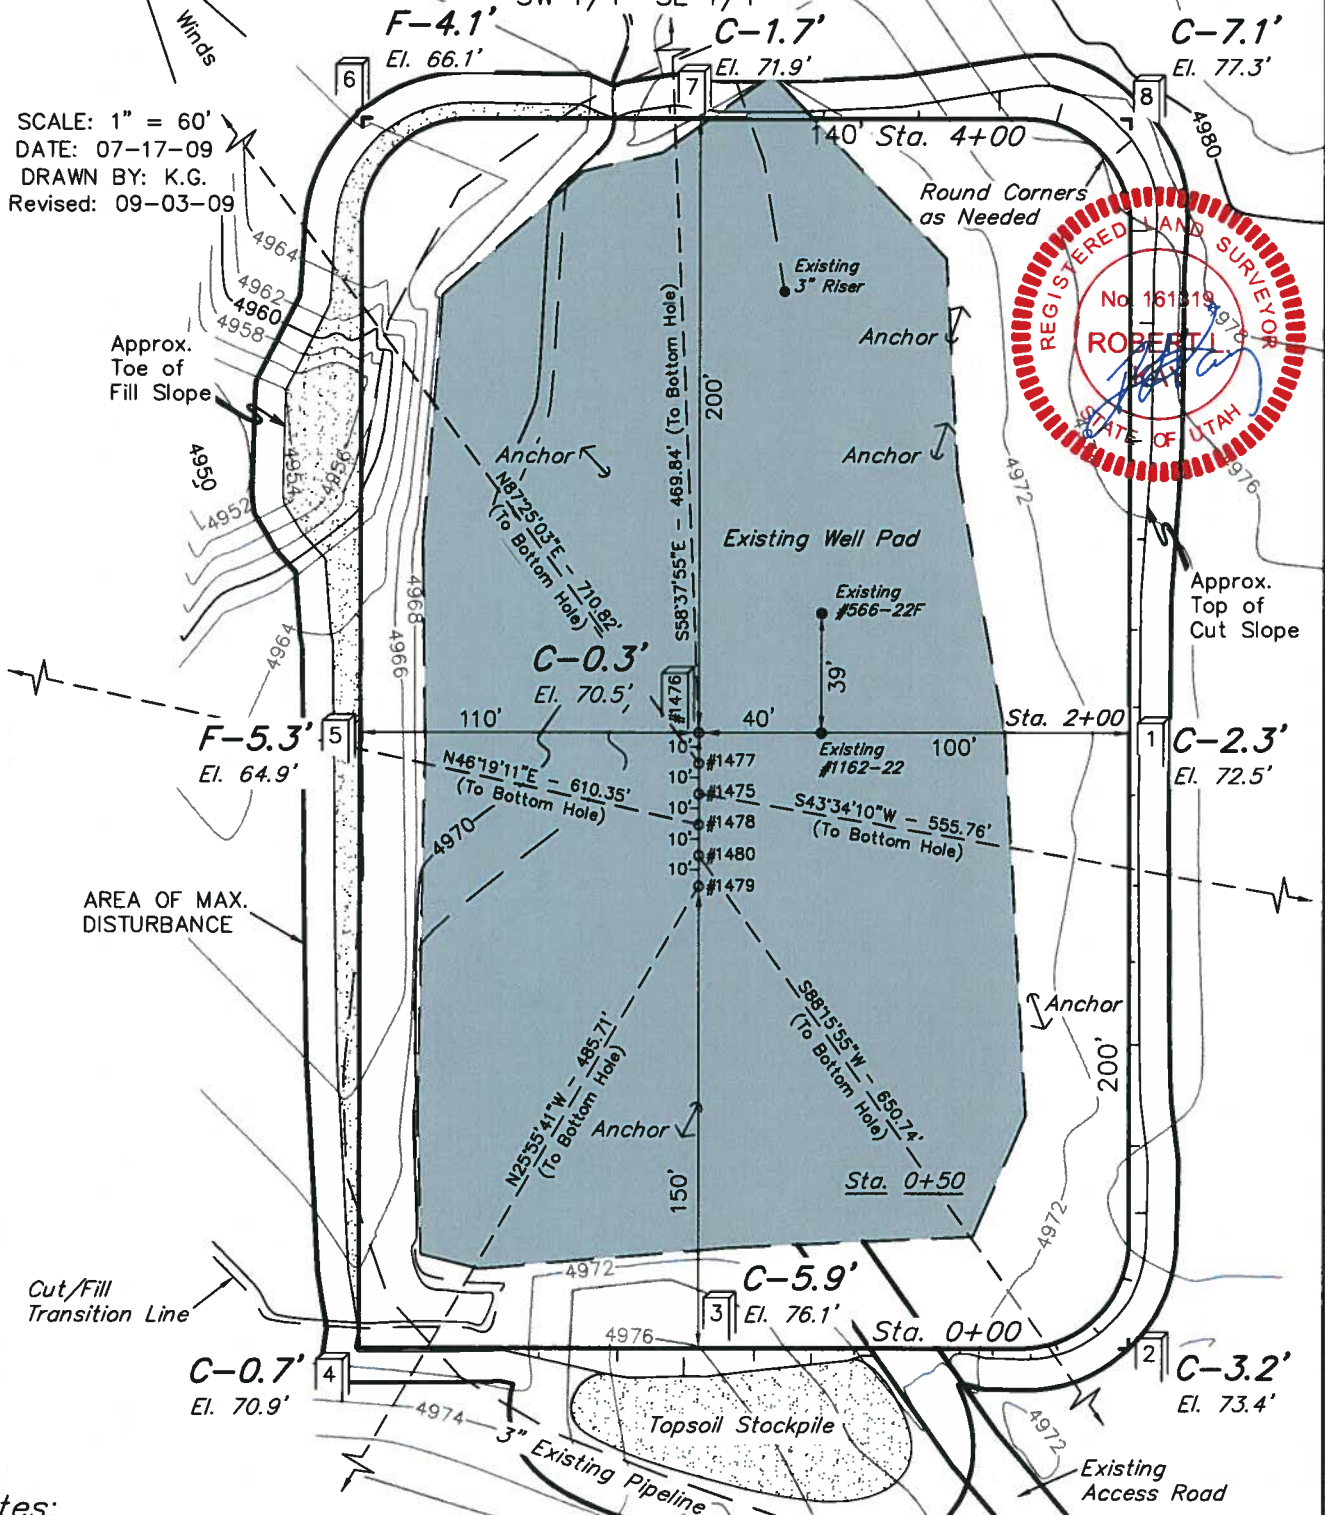 Winds
SCALE: 1" = 60'
DATE: 07-17-09
DRAWN BY: K.G.
Revised: 09-03-09
F-4.1'
El. 66.1'
6
C-1.7'
El. 71.9'
7
C-7.1'
El. 77.3'
8
140'
Sta. 4+00
Round Corners
as Needed
4980
REGISTERED LAND SURVEYOR
No. 161319
ROBERT L.
STATE OF UTAH
4978
4976
4964
4962
4960
4958
Approx.
Toe of
Fill Slope
4950
4952
4954
4956
Existing
3" Riser
Anchor
Anchor
Anchor
200'
S58°37'55"E - 469.84' (To Bottom Hole)
N87°25'03"E - 710.82'
(To Bottom Hole)
Existing Well Pad
4972
Approx.
Top of
Cut Slope
Existing
#566-22F
39'
4968
4966
4964
C-0.3'
El. 70.5'
#1476
F-5.3'
El. 64.9'
5
110'
40'
Existing
#1162-22
100'
Sta. 2+00
1
C-2.3'
El. 72.5'
10'
#1477
10'
#1475
10'
#1478
10'
#1480
10'
#1479
N46°19'11"E - 610.35'
(To Bottom Hole)
S43°34'10"W - 555.76'
(To Bottom Hole)
4970
AREA OF MAX.
DISTURBANCE
N25°55'41"W - 485.71'
(To Bottom Hole)
S88°15'55"W - 650.74'
(To Bottom Hole)
Anchor
Anchor
200'
150'
Sta. 0+50
4972
Cut/Fill
Transition Line
4972
C-5.9'
El. 76.1'
3
4976
Sta. 0+00
C-0.7'
El. 70.9'
4
2
C-3.2'
El. 73.4'
4974
3" Existing Pipeline
Topsoil Stockpile
4972
Existing
Access Road